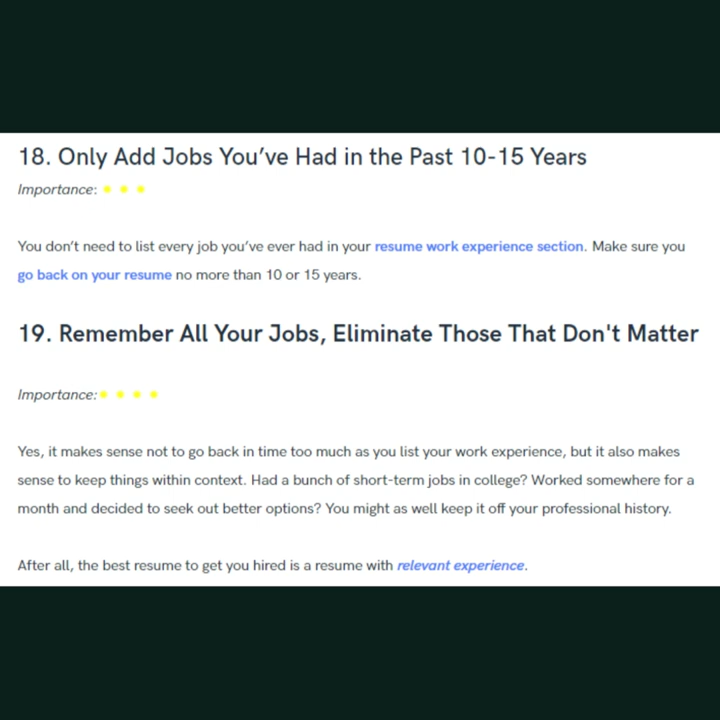 18. Only Add Jobs You’ve Had in the Past 10-15 Years
Importance:
You don’t need to list every job you’ve ever had in your resume work experience section. Make sure you
go back on your resume no more than 10 or 15 years.
19. Remember All Your Jobs, Eliminate Those That Don't Matter
Importance:
Yes, it makes sense not to go back in time too much as you list your work experience, but it also makes
sense to keep things within context. Had a bunch of short-term jobs in college? Worked somewhere for a
month and decided to seek out better options? You might as well keep it off your professional history.
After all, the best resume to get you hired is a resume with relevant experience.